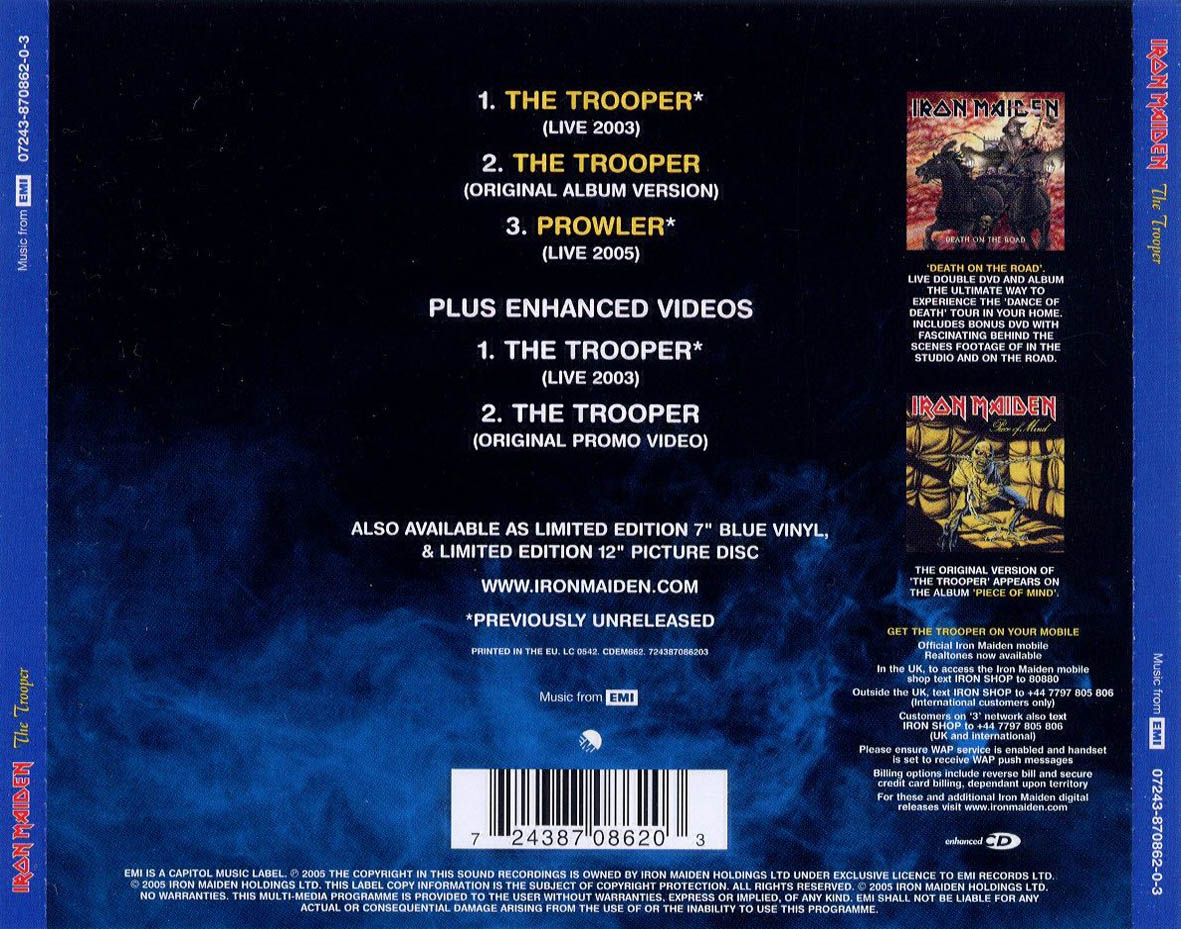 07243-870862-0-3
Music from EMI
The Trooper
IRON MAIDEN
1. THE TROOPER*
(LIVE 2003)
2. THE TROOPER
(ORIGINAL ALBUM VERSION)
3. PROWLER*
(LIVE 2005)
PLUS ENHANCED VIDEOS
1. THE TROOPER*
(LIVE 2003)
2. THE TROOPER
(ORIGINAL PROMO VIDEO)
ALSO AVAILABLE AS LIMITED EDITION 7" BLUE VINYL,
& LIMITED EDITION 12" PICTURE DISC
WWW.IRONMAIDEN.COM
*PREVIOUSLY UNRELEASED
PRINTED IN THE EU. LC 0542. CDEM662. 724387086203
Music from EMI
7 24387 08620 3
IRON MAIDEN
DEATH ON THE ROAD
'DEATH ON THE ROAD'.
LIVE DOUBLE DVD AND ALBUM
THE ULTIMATE WAY TO
EXPERIENCE THE 'DANCE OF
DEATH' TOUR IN YOUR HOME.
INCLUDES BONUS DVD WITH
FASCINATING BEHIND THE
SCENES FOOTAGE OF IN THE
STUDIO AND ON THE ROAD.
IRON MAIDEN
Piece of Mind
THE ORIGINAL VERSION OF
'THE TROOPER' APPEARS ON
THE ALBUM 'PIECE OF MIND'.
GET THE TROOPER ON YOUR MOBILE
Official Iron Maiden mobile
Realtones now available
In the UK, to access the Iron Maiden mobile
shop text IRON SHOP to 80880
Outside the UK, text IRON SHOP to +44 7797 805 806
(International customers only)
Customers on '3' network also text
IRON SHOP to +44 7797 805 806
(UK and international)
Please ensure WAP service is enabled and handset
is set to receive WAP push messages
Billing options include reverse bill and secure
credit card billing, dependant upon territory
For these and additional Iron Maiden digital
releases visit www.ironmaiden.com
enhanced CD
EMI IS A CAPITOL MUSIC LABEL. ℗ 2005 THE COPYRIGHT IN THIS SOUND RECORDINGS IS OWNED BY IRON MAIDEN HOLDINGS LTD UNDER EXCLUSIVE LICENCE TO EMI RECORDS LTD.
© 2005 IRON MAIDEN HOLDINGS LTD. THIS LABEL COPY INFORMATION IS THE SUBJECT OF COPYRIGHT PROTECTION. ALL RIGHTS RESERVED. © 2005 IRON MAIDEN HOLDINGS LTD.
NO WARRANTIES. THIS MULTI-MEDIA PROGRAMME IS PROVIDED TO THE USER WITHOUT WARRANTIES, EXPRESS OR IMPLIED, OF ANY KIND. EMI SHALL NOT BE LIABLE FOR ANY
ACTUAL OR CONSEQUENTIAL DAMAGE ARISING FROM THE USE OF OR THE INABILITY TO USE THIS PROGRAMME.
IRON MAIDEN
The Trooper
Music from EMI
07243-870862-0-3